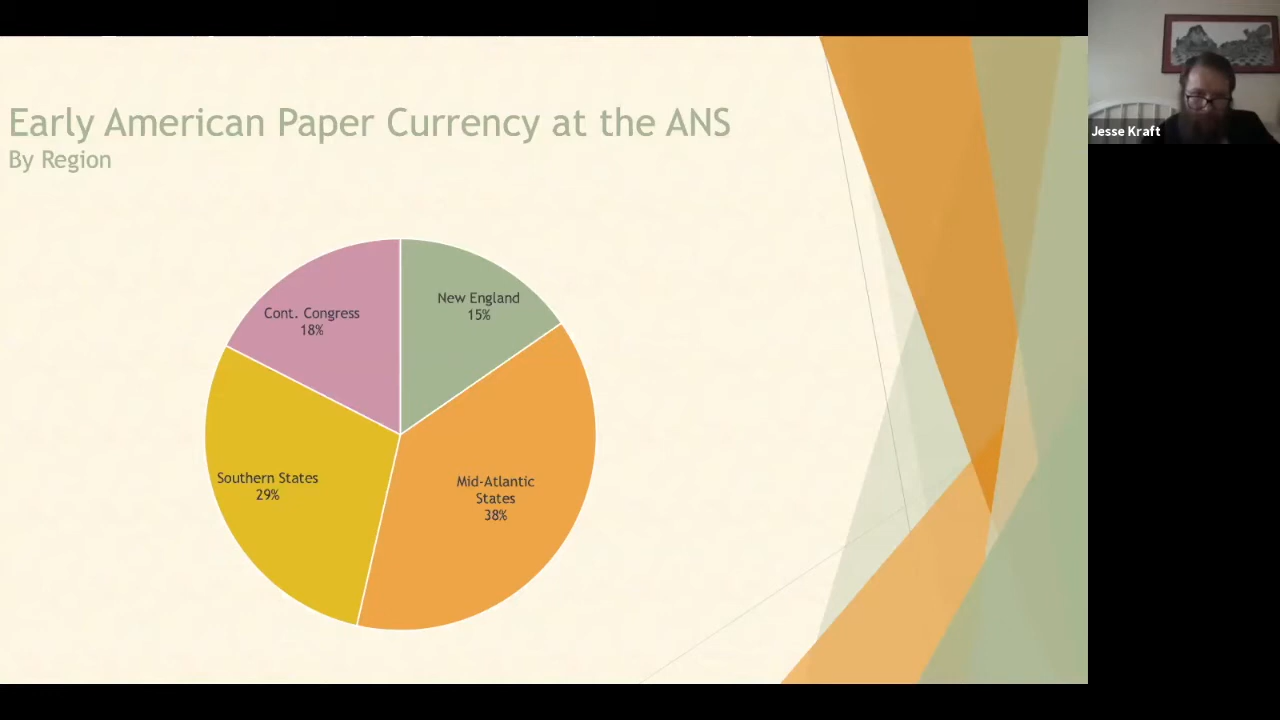 Early American Paper Currency at the ANS
By Region
Cont. Congress
18%
New England
15%
Southern States
29%
Mid-Atlantic
States
38%
Jesse Kraft